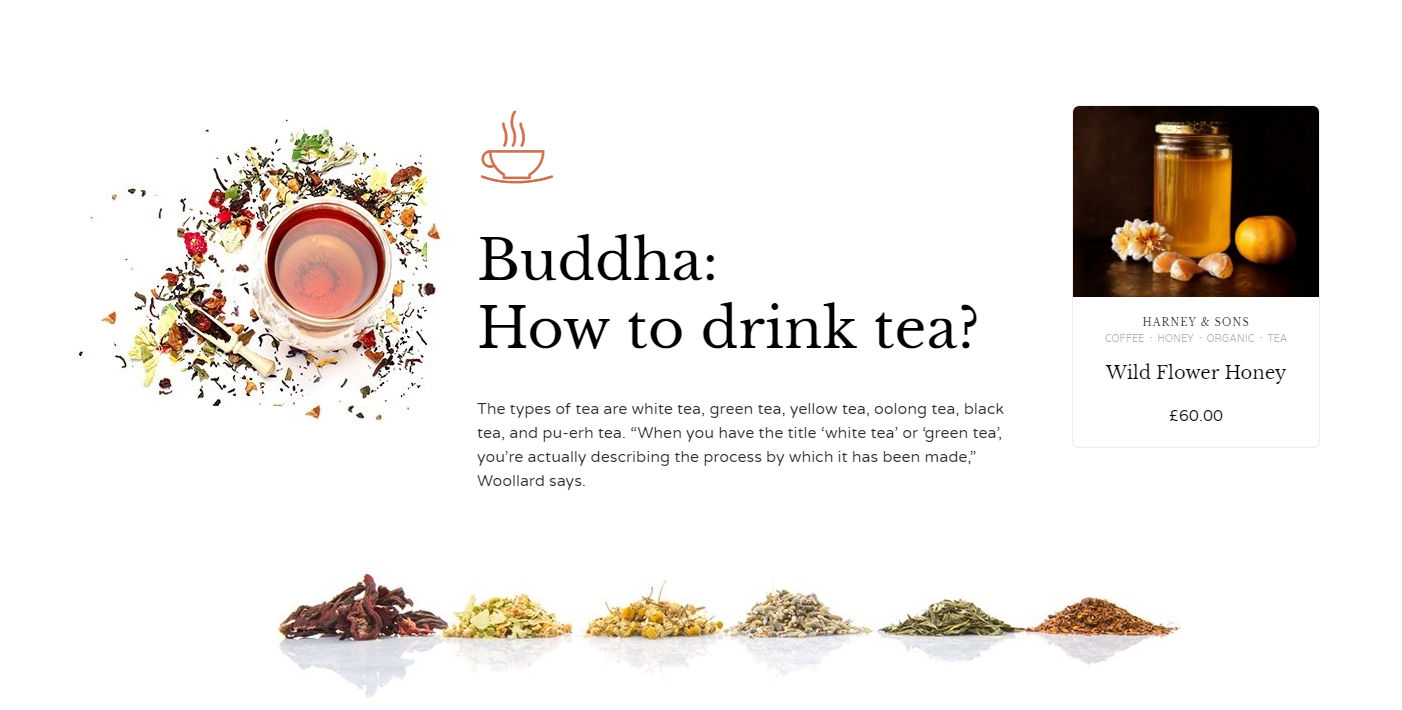 Buddha:
How to drink tea?
The types of tea are white tea, green tea, yellow tea, oolong tea, black
tea, and pu-erh tea. “When you have the title ‘white tea’ or ‘green tea’,
you’re actually describing the process by which it has been made,”
Woollard says.
HARNEY & SONS
COFFEE · HONEY · ORGANIC · TEA
Wild Flower Honey
£60.00